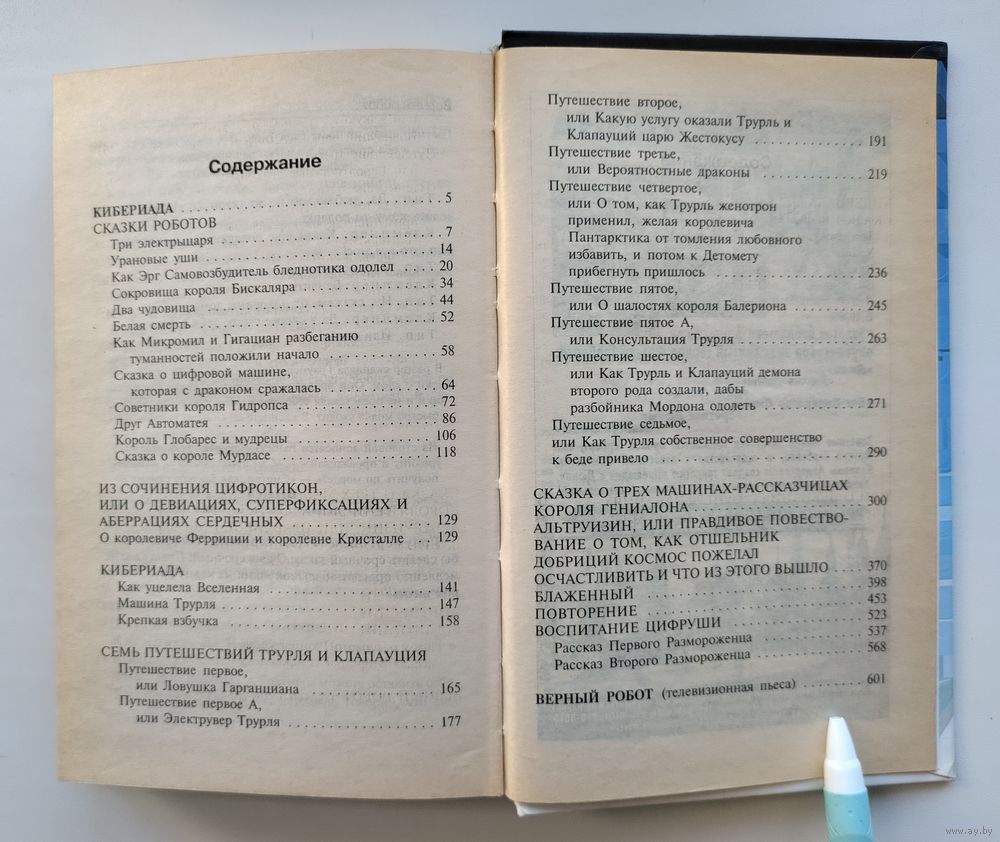 Содержание
КИБЕРИАДА . . . . . . . . . . . . . . . . . . . . 5
СКАЗКИ РОБОТОВ
Три электрыцаря . . . . . . . . . . . . . . . . . . . . 7
Урановые уши . . . . . . . . . . . . . . . . . . . . 14
Как Эрг Самовозбудитель бледнотика одолел . . . . 20
Сокровища короля Бискаляра . . . . . . . . . . . . 34
Два чудовища . . . . . . . . . . . . . . . . . . . . 44
Белая смерть . . . . . . . . . . . . . . . . . . . . 52
Как Микромил и Гигациан разбеганию
туманностей положили начало . . . . . . . . . . . 58
Сказка о цифровой машине,
которая с драконом сражалась . . . . . . . . . . . 64
Советники короля Гидропса . . . . . . . . . . . . 72
Друг Автоматея . . . . . . . . . . . . . . . . . . . . 86
Король Глобарес и мудрецы . . . . . . . . . . . . 106
Сказка о короле Мурдасе . . . . . . . . . . . . 118
ИЗ СОЧИНЕНИЯ ЦИФРОТИКОН,
ИЛИ О ДЕВИАЦИЯХ, СУПЕРФИКСАЦИЯХ И
АБЕРРАЦИЯХ СЕРДЕЧНЫХ . . . . . . . . . . . . 129
О королевиче Ферриции и королевне Кристалле . . 129
КИБЕРИАДА
Как уцелела Вселенная . . . . . . . . . . . . 141
Машина Трурля . . . . . . . . . . . . . . . . . . 147
Крепкая взбучка . . . . . . . . . . . . . . . . . . 158
СЕМЬ ПУТЕШЕСТВИЙ ТРУРЛЯ И КЛАПАУЦИЯ
Путешествие первое,
или Ловушка Гарганциана . . . . . . . . . . . . 165
Путешествие первое А,
или Электрувер Трурля . . . . . . . . . . . . 177
Путешествие второе,
или Какую услугу оказали Трурль и
Клапауций царю Жестокусу . . . . . . . . . . . . 191
Путешествие третье,
или Вероятностные драконы . . . . . . . . . . . . 219
Путешествие четвертое,
или О том, как Трурль женотрон
применил, желая королевича
Пантарктика от томления любовного
избавить, и потом к Детомету
прибегнуть пришлось . . . . . . . . . . . . 236
Путешествие пятое,
или О шалостях короля Балериона . . . . . . . . 245
Путешествие пятое А,
или Консультация Трурля . . . . . . . . . . . . 263
Путешествие шестое,
или Как Трурль и Клапауций демона
второго рода создали, дабы
разбойника Мордона одолеть . . . . . . . . . . . 271
Путешествие седьмое,
или Как Трурля собственное совершенство
к беде привело . . . . . . . . . . . . . . . . . . 290
СКАЗКА О ТРЕХ МАШИНАХ-РАССКАЗЧИЦАХ
КОРОЛЯ ГЕНИАЛОНА . . . . . . . . . . . . 300
АЛЬТРУИЗИН, ИЛИ ПРАВДИВОЕ ПОВЕСТВО-
ВАНИЕ О ТОМ, КАК ОТШЕЛЬНИК
ДОБРИЦИЙ КОСМОС ПОЖЕЛАЛ
ОСЧАСТЛИВИТЬ И ЧТО ИЗ ЭТОГО ВЫШЛО . . . . 370
БЛАЖЕННЫЙ . . . . . . . . . . . . . . . . . . 398
ПОВТОРЕНИЕ . . . . . . . . . . . . . . . . . . 453
ВОСПИТАНИЕ ЦИФРУШИ . . . . . . . . . . . . 523
Рассказ Первого Размороженца . . . . . . . . . . 537
Рассказ Второго Размороженца . . . . . . . . . . 568
ВЕРНЫЙ РОБОТ (телевизионная пьеса) . . . . . . . . 601
www.ay.by